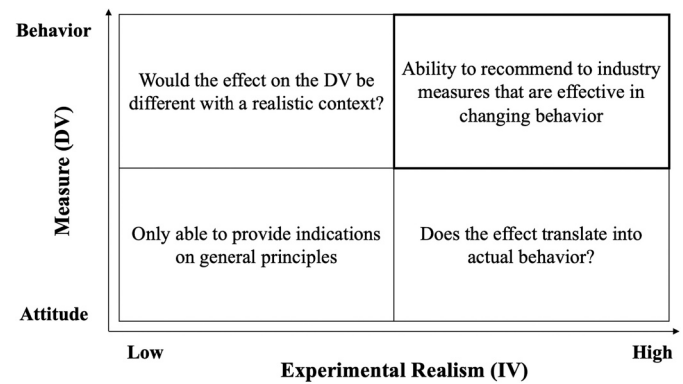 Behavior
Measure (DV)
Attitude
Would the effect on the DV be
different with a realistic context?
Ability to recommend to industry
measures that are effective in
changing behavior
Only able to provide indications
on general principles
Does the effect translate into
actual behavior?
Low
High
Experimental Realism (IV)